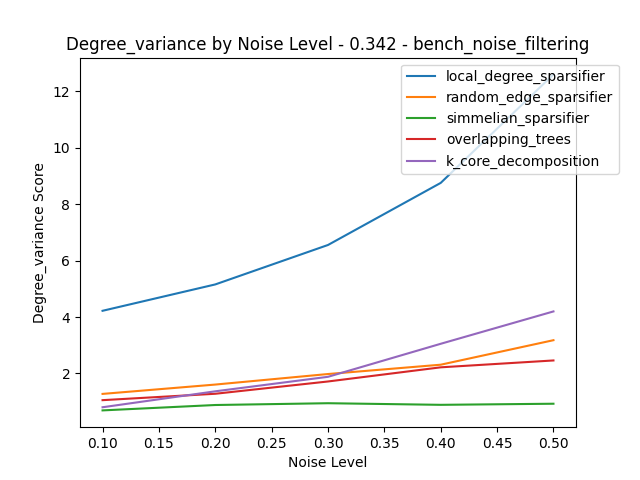 Degree_variance by Noise Level - 0.342 - bench_noise_filtering
local_degree_sparsifier
random_edge_sparsifier
simmelian_sparsifier
overlapping_trees
k_core_decomposition
Degree_variance Score
12
10
8
6
4
2
0.10 0.15 0.20 0.25 0.30 0.35 0.40 0.45 0.50
Noise Level